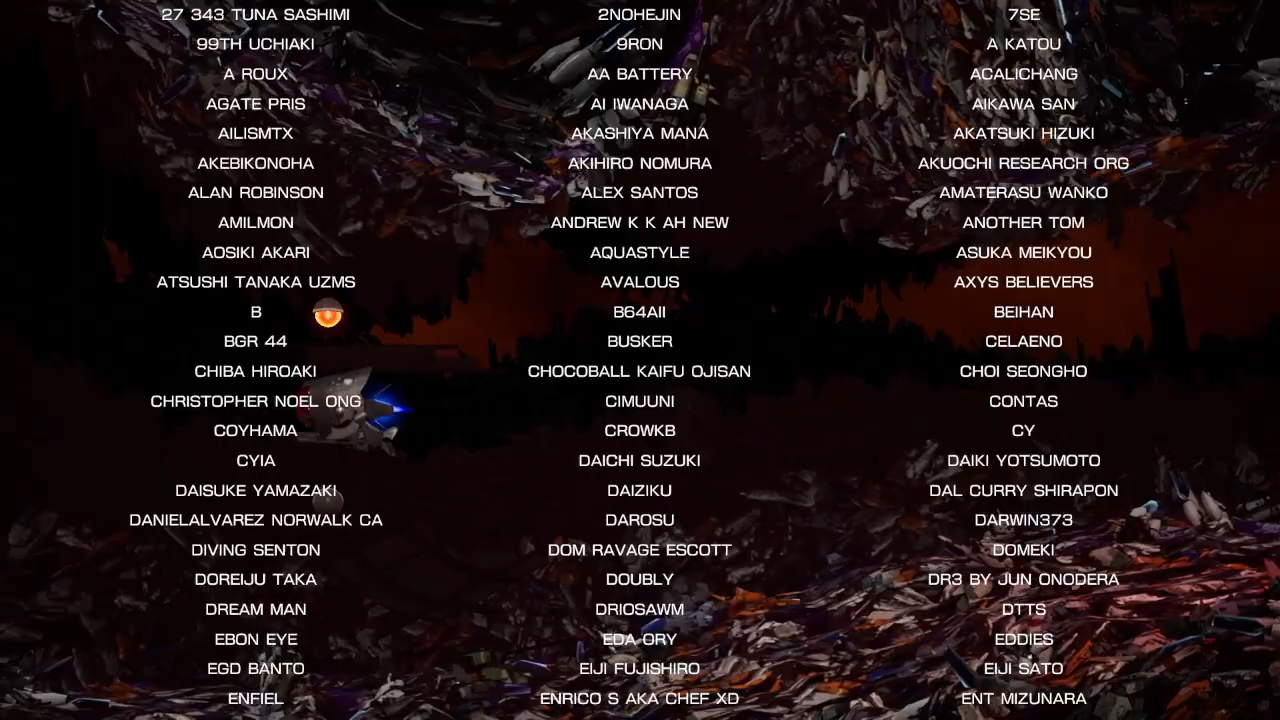 27 343 TUNA SASHIMI 2NOHEJIN 7SE
99TH UCHIAKI 9RON A KATOU
A ROUX AA BATTERY ACALICHANG
AGATE PRIS AI IWANAGA AIKAWA SAN
AILISMTX AKASHIYA MANA AKATSUKI HIZUKI
AKEBIKONOHA AKIHIRO NOMURA AKUOCHI RESEARCH ORG
ALAN ROBINSON ALEX SANTOS AMATERASU WANKO
AMILMON ANDREW K K AH NEW ANOTHER TOM
AOSIKI AKARI AQUASTYLE ASUKA MEIKYOU
ATSUSHI TANAKA UZMS AVALOUS AXYS BELIEVERS
B B64AII BEIHAN
BGR 44 BUSKER CELAENO
CHIBA HIROAKI CHOCOBALL KAIFU OJISAN CHOI SEONGHO
CHRISTOPHER NOEL ONG CIMUUNI CONTAS
COYHAMA CROWKB CY
CYIA DAICHI SUZUKI DAIKI YOTSUMOTO
DAISUKE YAMAZAKI DAIZIKU DAL CURRY SHIRAPON
DANIELALVAREZ NORWALK CA DAROSU DARWIN373
DIVING SENTON DOM RAVAGE ESCOTT DOMEKI
DOREIJU TAKA DOUBLY DR3 BY JUN ONODERA
DREAM MAN DRIOSAWM DTTS
EBON EYE EDA ORY EDDIES
EGD BANTO EIJI FUJISHIRO EIJI SATO
ENFIEL ENRICO S AKA CHEF XD ENT MIZUNARA